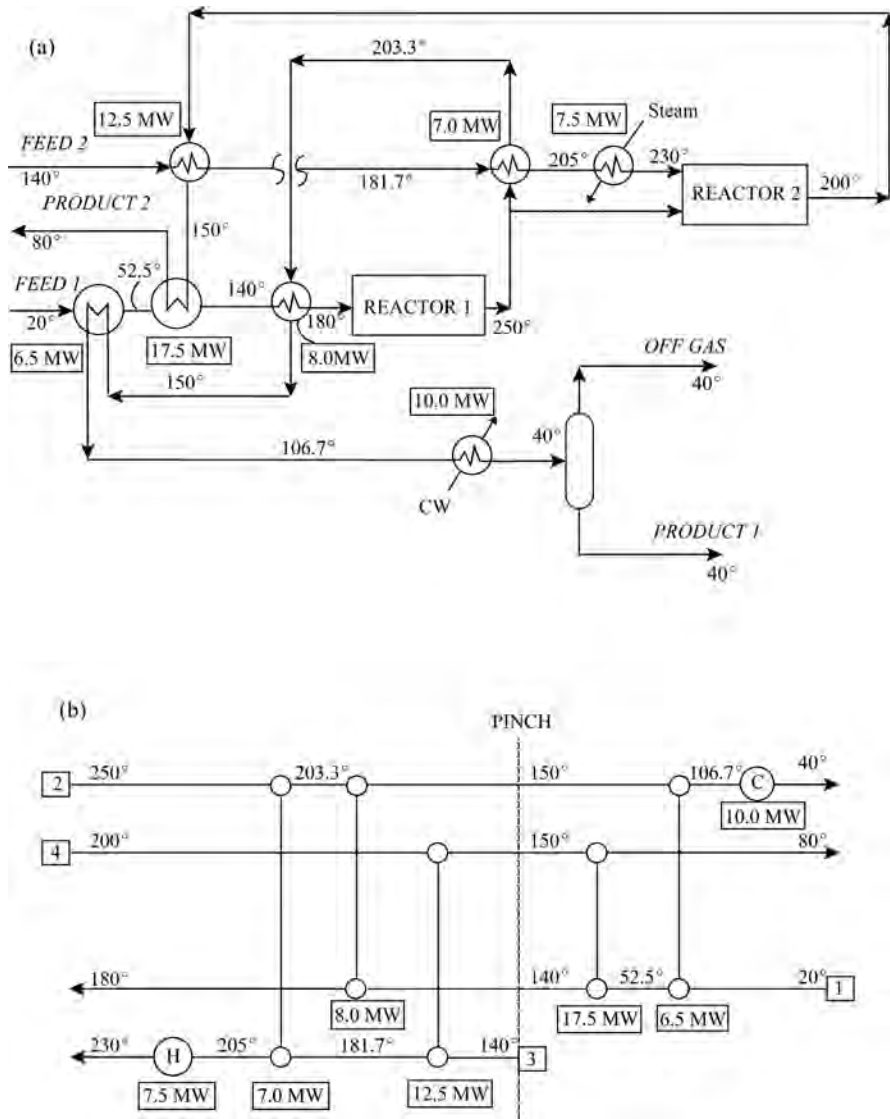 (a)
203.3°
12.5 MW
7.0 MW
7.5 MW
Steam
FEED 2
140°
181.7°
205°
230°
REACTOR 2
200°
PRODUCT 2
80°
150°
FEED 1
20°
52.5°
140°
180°
REACTOR 1
250°
6.5 MW
17.5 MW
8.0MW
150°
OFF GAS
40°
10.0 MW
40°
106.7°
CW
PRODUCT 1
40°
(b)
PINCH
2
250°
203.3°
150°
106.7°
C
40°
10.0 MW
4
200°
150°
80°
180°
140°
52.5°
20°
1
8.0 MW
17.5 MW
6.5 MW
230°
H
205°
181.7°
140°
3
7.5 MW
7.0 MW
12.5 MW